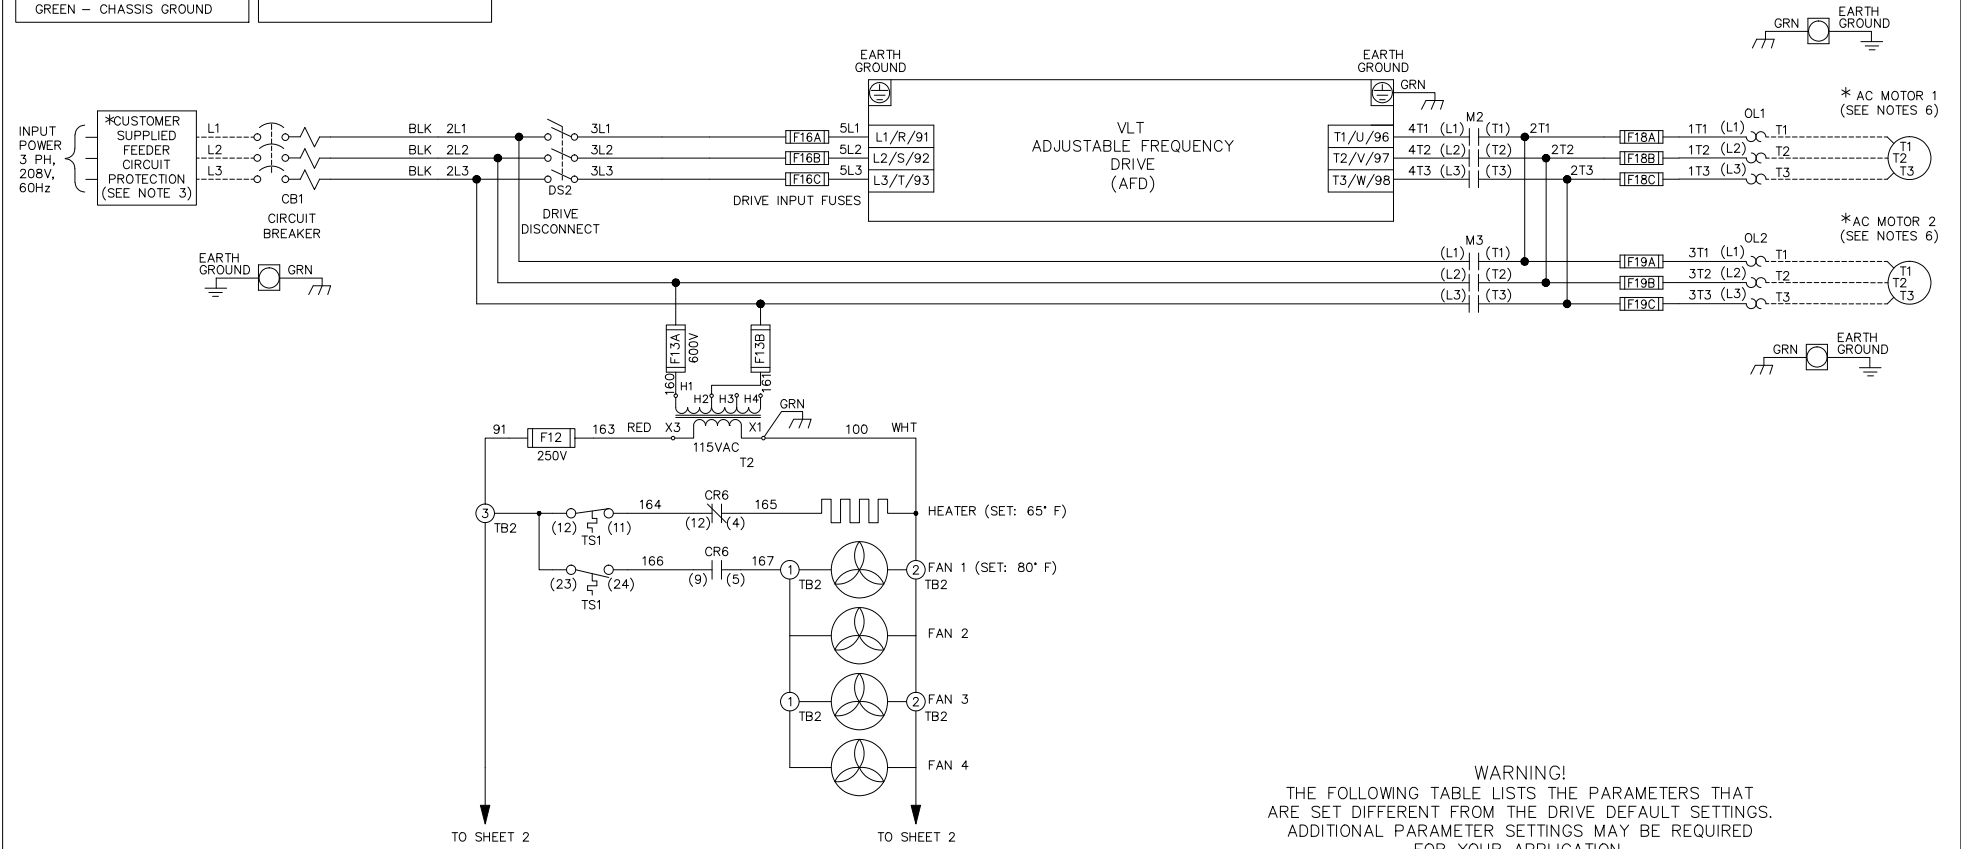 GREEN – CHASSIS GROUND
GRN
EARTH
GROUND
EARTH
GROUND
EARTH
GROUND
GRN
INPUT
POWER
3 PH,
208V,
60Hz
*CUSTOMER
SUPPLIED
FEEDER
CIRCUIT
PROTECTION
(SEE NOTE 3)
L1
L2
L3
CB1
CIRCUIT
BREAKER
BLK 2L1
BLK 2L2
BLK 2L3
3L1
3L2
3L3
DS2
DRIVE
DISCONNECT
F16A
F16B
F16C
DRIVE INPUT FUSES
5L1
5L2
5L3
L1/R/91
L2/S/92
L3/T/93
VLT
ADJUSTABLE FREQUENCY
DRIVE
(AFD)
T1/U/96
T2/V/97
T3/W/98
M2
4T1 (L1) (T1) 2T1
4T2 (L2) (T2) 2T2
4T3 (L3) (T3) 2T3
F18A
F18B
F18C
OL1
1T1 (L1) T1
1T2 (L2) T2
1T3 (L3) T3
* AC MOTOR 1
(SEE NOTES 6)
T1
T2
T3
EARTH
GROUND
GRN
M3
(L1) (T1)
(L2) (T2)
(L3) (T3)
F19A
F19B
F19C
OL2
3T1 (L1) T1
3T2 (L2) T2
3T3 (L3) T3
*AC MOTOR 2
(SEE NOTES 6)
T1
T2
T3
GRN
EARTH
GROUND
F13A
600V
F13B
160
161
H1
H2 H3 H4
GRN
91
F12
250V
163 RED X3
X1
100 WHT
115VAC
T2
3
TB2
(12) (11)
TS1
164
CR6
(12) (4)
165
HEATER (SET: 65° F)
(23) (24)
TS1
166
CR6
(9) (5)
167
1
TB2
2
TB2
FAN 1 (SET: 80° F)
FAN 2
1
TB2
2
TB2
FAN 3
FAN 4
TO SHEET 2
TO SHEET 2
WARNING!
THE FOLLOWING TABLE LISTS THE PARAMETERS THAT
ARE SET DIFFERENT FROM THE DRIVE DEFAULT SETTINGS.
ADDITIONAL PARAMETER SETTINGS MAY BE REQUIRED
FOR YOUR APPLICATION